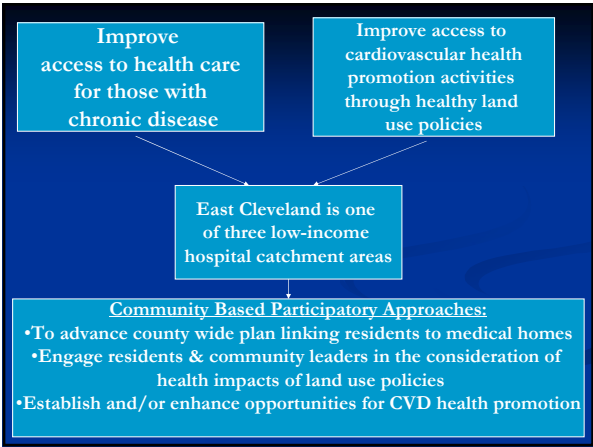 Improve
access to health care
for those with
chronic disease
Improve access to
cardiovascular health
promotion activities
through healthy land
use policies
East Cleveland is one
of three low-income
hospital catchment areas
Community Based Participatory Approaches:
•To advance county wide plan linking residents to medical homes
•Engage residents & community leaders in the consideration of
health impacts of land use policies
•Establish and/or enhance opportunities for CVD health promotion